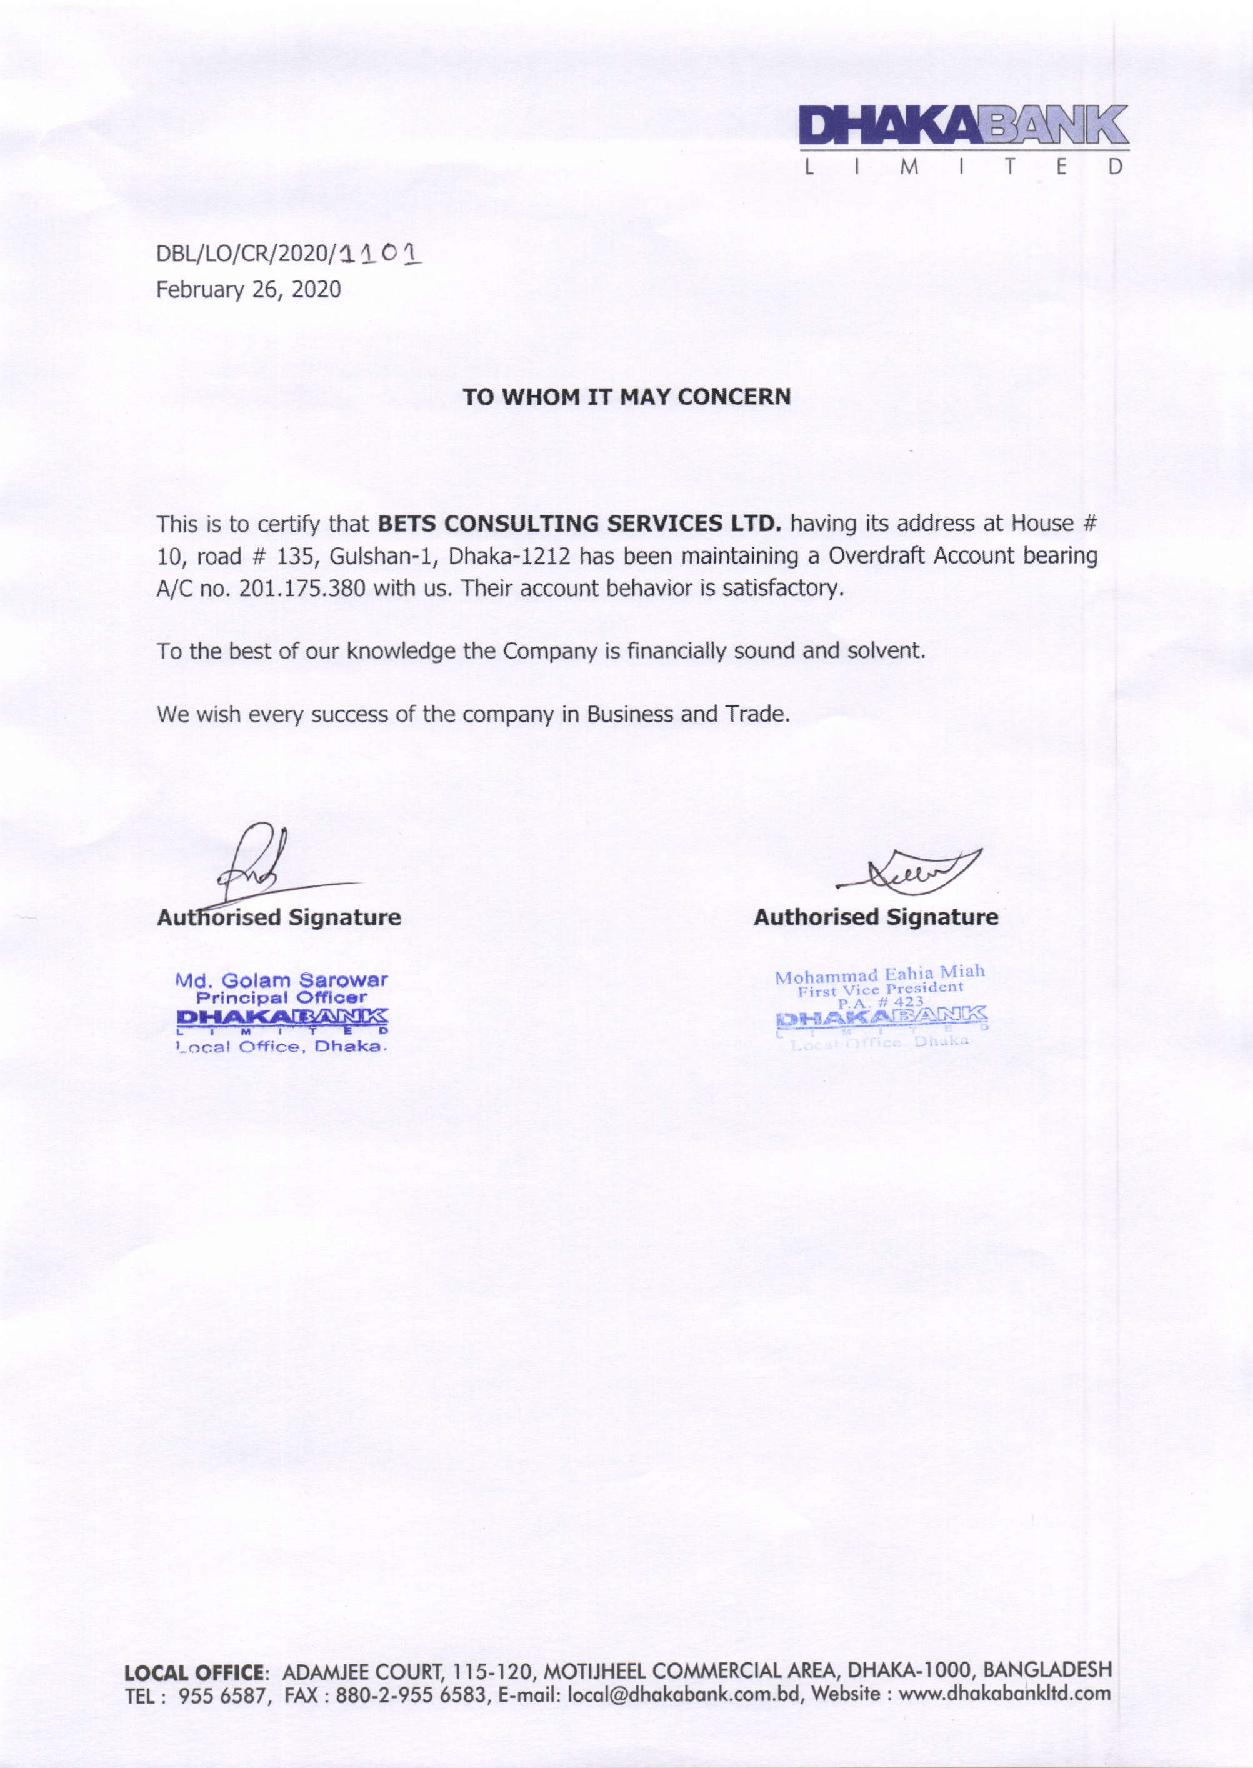 DHAKABANK
LIMITED
DBL/LO/CR/2020/1101
February 26, 2020
TO WHOM IT MAY CONCERN
This is to certify that BETS CONSULTING SERVICES LTD. having its address at House #
10, road # 135, Gulshan-1, Dhaka-1212 has been maintaining a Overdraft Account bearing
A/C no. 201.175.380 with us. Their account behavior is satisfactory.
To the best of our knowledge the Company is financially sound and solvent.
We wish every success of the company in Business and Trade.
Authorised Signature
Md. Golam Sarowar
Principal Officer
DHAKABANK
LIMITED
Local Office, Dhaka.
Authorised Signature
Mohammad Eahia Miah
First Vice President
P.A. # 423
DHAKABANK
LIMITED
Local Office Dhaka
LOCAL OFFICE: ADAMJEE COURT, 115-120, MOTIJHEEL COMMERCIAL AREA, DHAKA-1000, BANGLADESH
TEL : 955 6587, FAX : 880-2-955 6583, E-mail: local@dhakabank.com.bd, Website : www.dhakabankltd.com